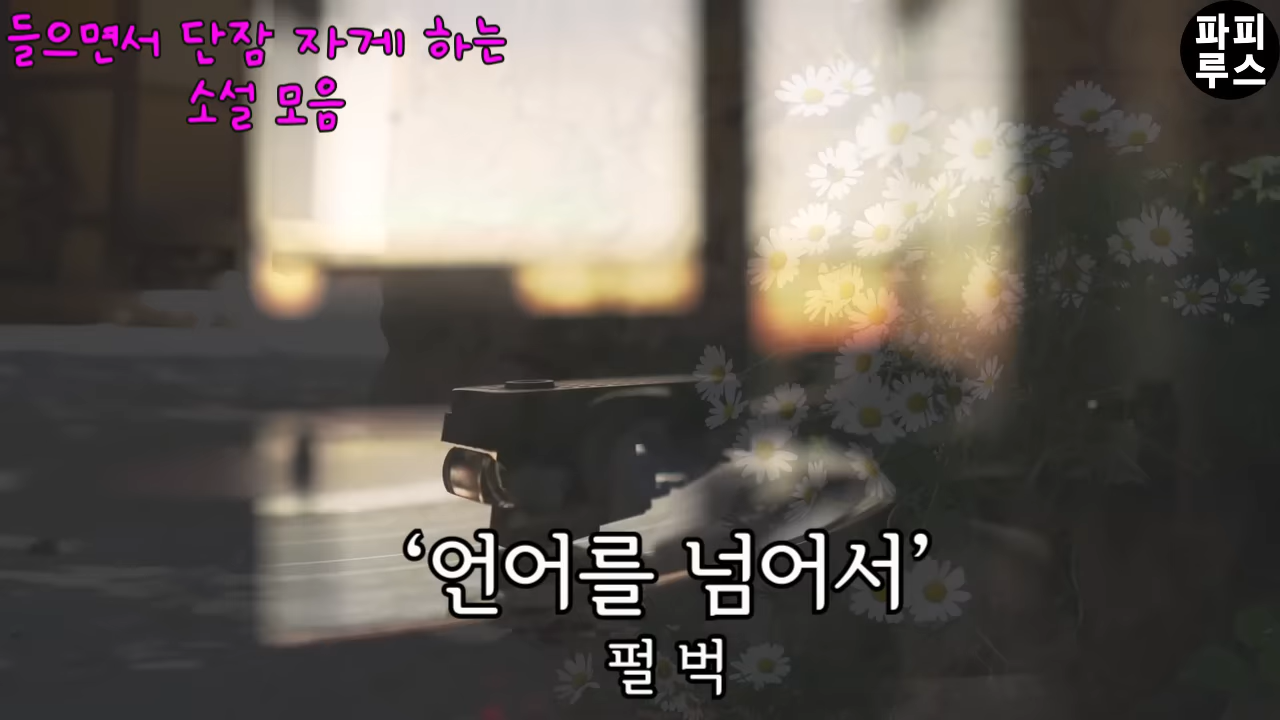 들으면서 단잠 자게 하는
소설 모음
파피
루스
‘언어를 넘어서’
펄 벅